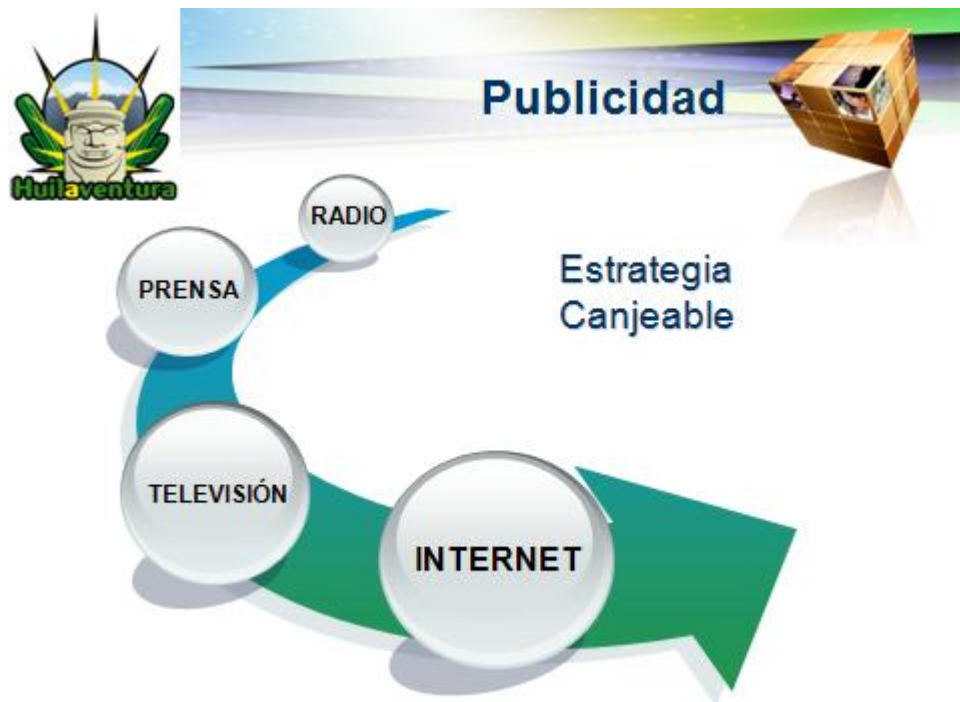 Publicidad
Huilaventura
RADIO
PRENSA
Estrategia
Canjeable
TELEVISIÓN
INTERNET